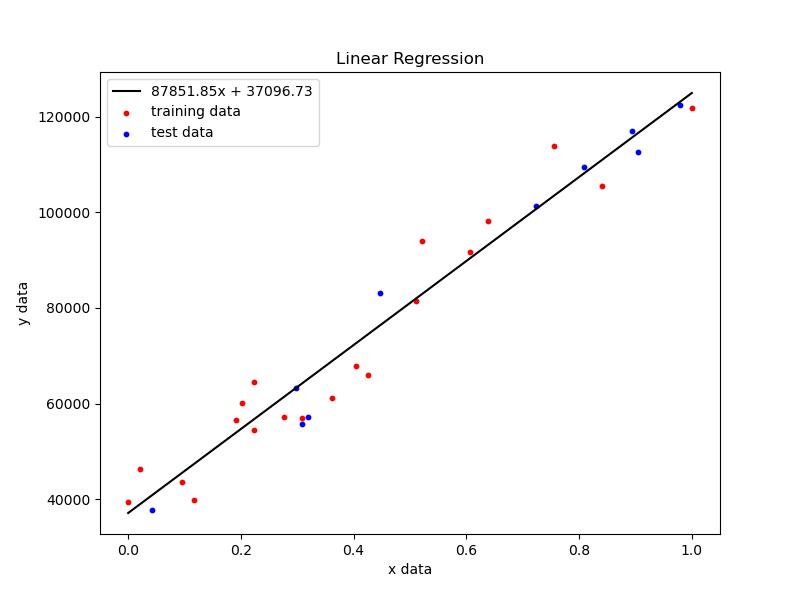 Linear Regression
87851.85x + 37096.73
training data
test data
120000
100000
80000
60000
40000
y data
0.0 0.2 0.4 0.6 0.8 1.0
x data